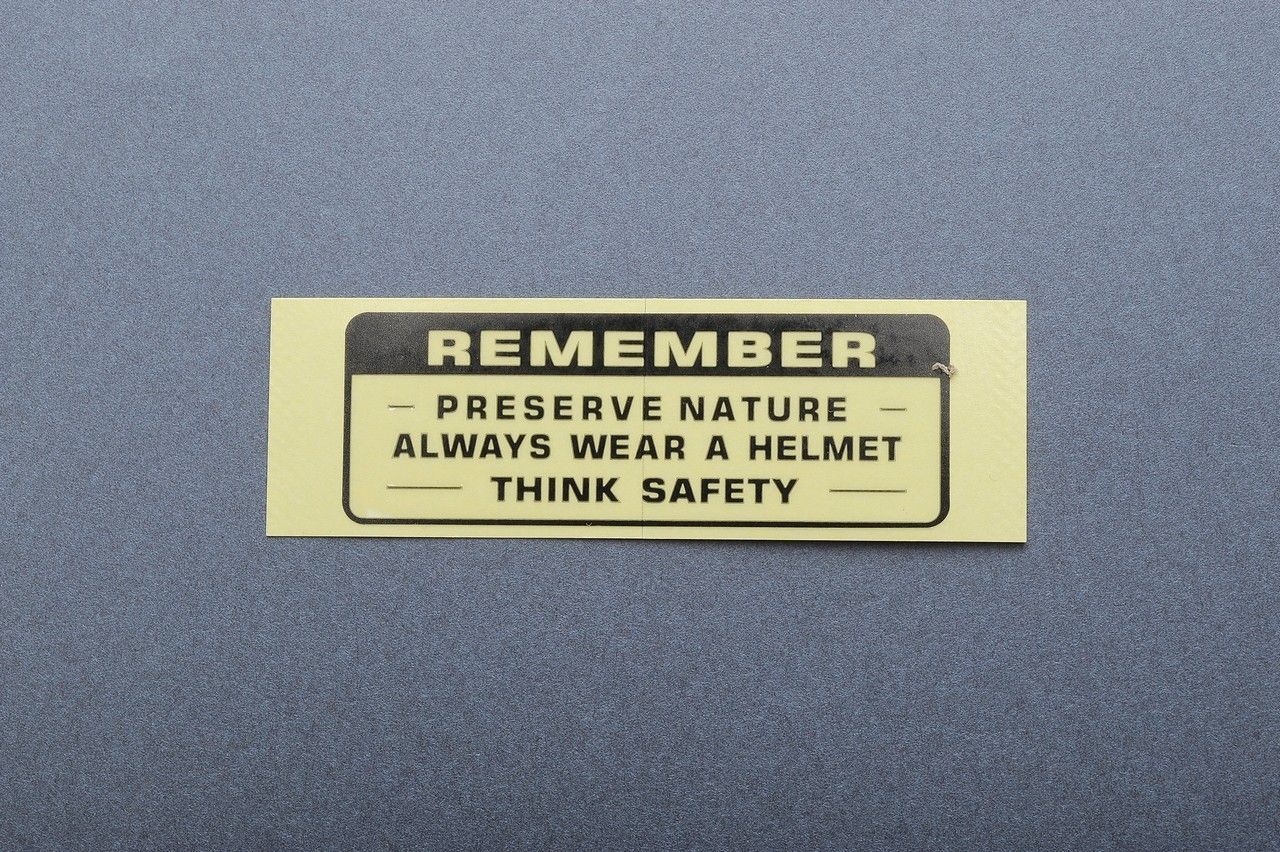 REMEMBER
PRESERVE NATURE
ALWAYS WEAR A HELMET
THINK SAFETY